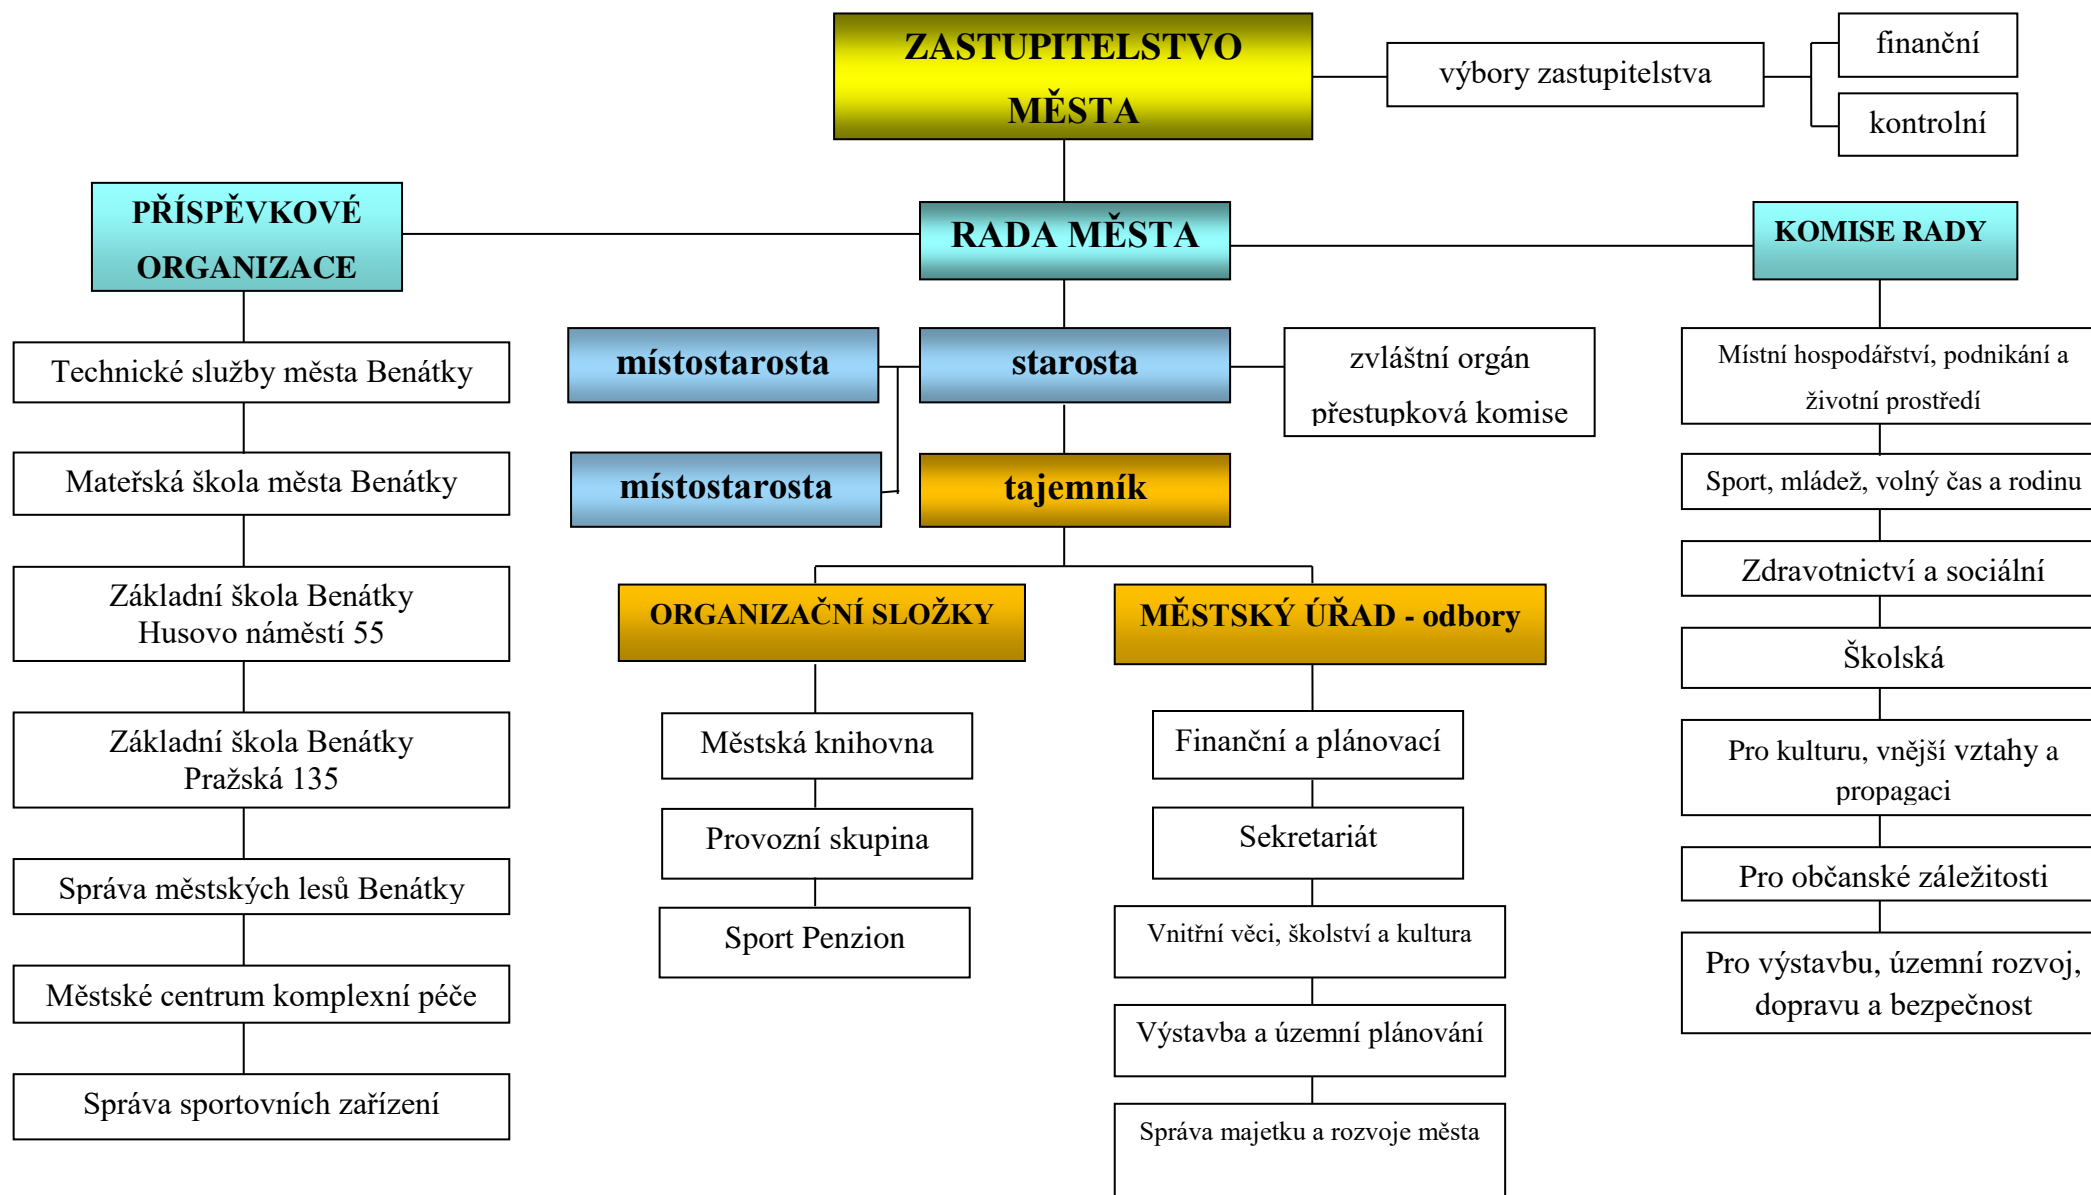 ZASTUPITELSTVO
MĚSTA
výbory zastupitelstva
finanční
kontrolní
PŘÍSPĚVKOVÉ
ORGANIZACE
RADA MĚSTA
KOMISE RADY
Technické služby města Benátky
Mateřská škola města Benátky
Základní škola Benátky
Husovo náměstí 55
Základní škola Benátky
Pražská 135
Správa městských lesů Benátky
Městské centrum komplexní péče
Správa sportovních zařízení
místostarosta
starosta
zvláštní orgán
přestupková komise
místostarosta
tajemník
ORGANIZAČNÍ SLOŽKY
Městská knihovna
Provozní skupina
Sport Penzion
MĚSTSKÝ ÚŘAD - odbory
Finanční a plánovací
Sekretariát
Vnitřní věci, školství a kultura
Výstavba a územní plánování
Správa majetku a rozvoje města
Místní hospodářství, podnikání a
životní prostředí
Sport, mládež, volný čas a rodinu
Zdravotnictví a sociální
Školská
Pro kulturu, vnější vztahy a
propagaci
Pro občanské záležitosti
Pro výstavbu, územní rozvoj,
dopravu a bezpečnost